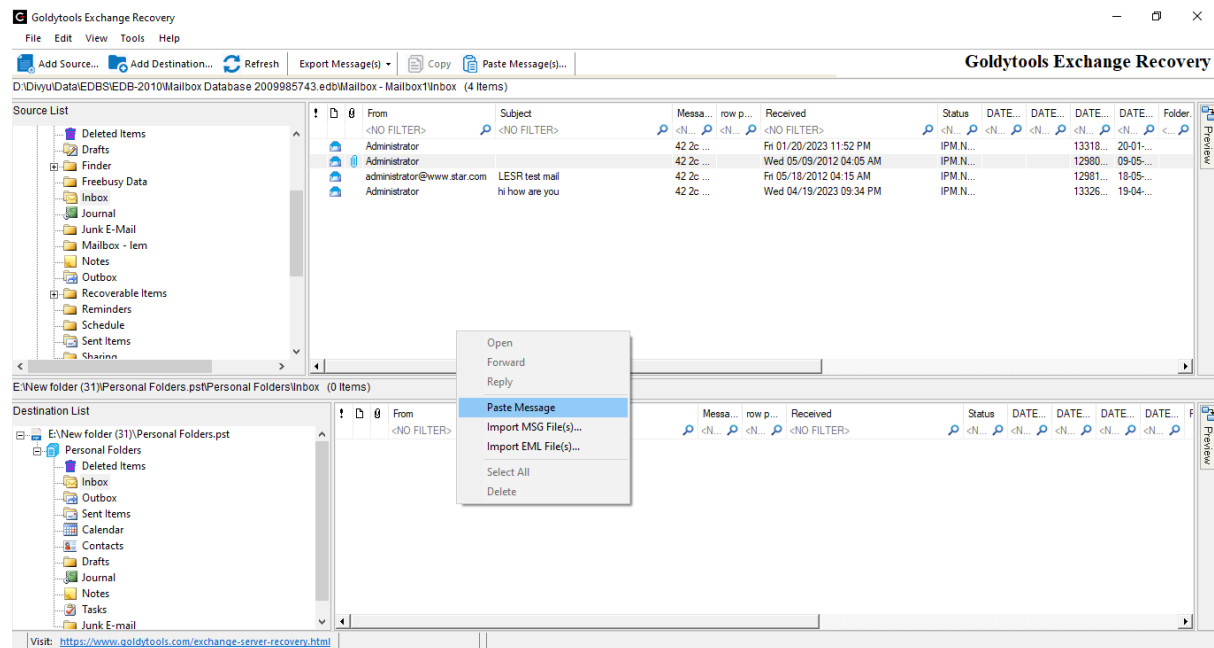 Goldytools Exchange Recovery
File Edit View Tools Help
Add Source... Add Destination... Refresh Export Message(s) Copy Paste Message(s)... Goldytools Exchange Recovery
D:\Divyu\Data\EDBS\EDB-2010\Mailbox Database 2009985743.edb\Mailbox - Mailbox1\Inbox (4 Items)
Source List
Deleted Items
Drafts
Finder
Freebusy Data
Inbox
Journal
Junk E-Mail
Mailbox - lem
Notes
Outbox
Recoverable Items
Reminders
Schedule
Sent Items
Sharing
! From Subject Messa... row p... Received Status DATE... DATE... DATE... DATE... Folder.
<NO FILTER> <NO FILTER> <N... <N... <NO FILTER> <N... <N... <N... <N... <N... <...
Administrator 42 2c ... Fri 01/20/2023 11:52 PM IPM.N... 13318... 20-01-...
Administrator 42 2c ... Wed 05/09/2012 04:05 AM IPM.N... 12980... 09-05-...
administrator@www.star.com LESR test mail 42 2c ... Fri 05/18/2012 04:15 AM IPM.N... 12981... 18-05-...
Administrator hi how are you 42 2c ... Wed 04/19/2023 09:34 PM IPM.N... 13326... 19-04-...
Preview
Open
Forward
Reply
Paste Message
Import MSG File(s)...
Import EML File(s)...
Select All
Delete
E:\New folder (31)\Personal Folders.pst\Personal Folders\Inbox (0 Items)
Destination List
E:\New folder (31)\Personal Folders.pst
Personal Folders
Deleted Items
Inbox
Outbox
Sent Items
Calendar
Contacts
Drafts
Journal
Notes
Tasks
Junk E-mail
! From Messa... row p... Received Status DATE... DATE... DATE... DATE... F
<NO FILTER> <N... <N... <NO FILTER> <N... <N... <N... <N... <N...
Preview
Visit: https://www.goldytools.com/exchange-server-recovery.html